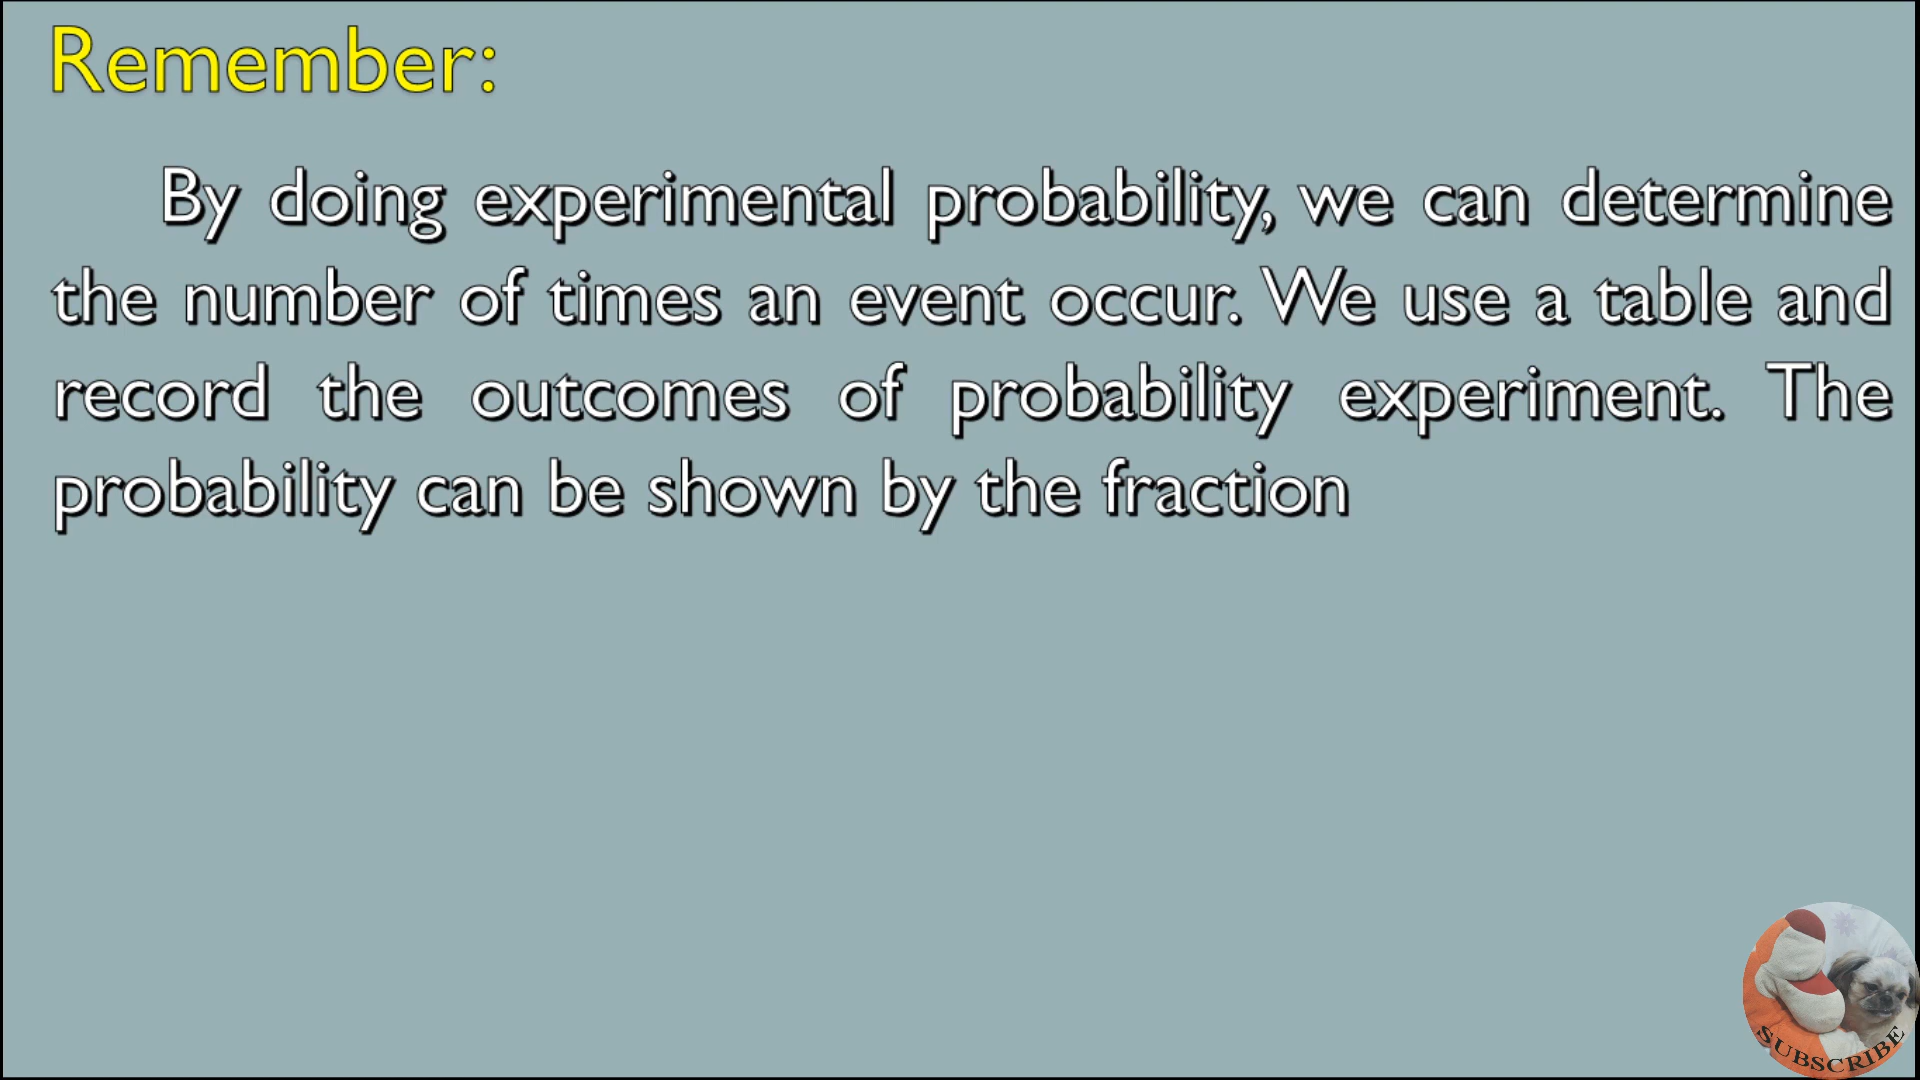 Remember:
By doing experimental probability, we can determine
the number of times an event occur. We use a table and
record the outcomes of probability experiment. The
probability can be shown by the fraction
SUBSCRIBE